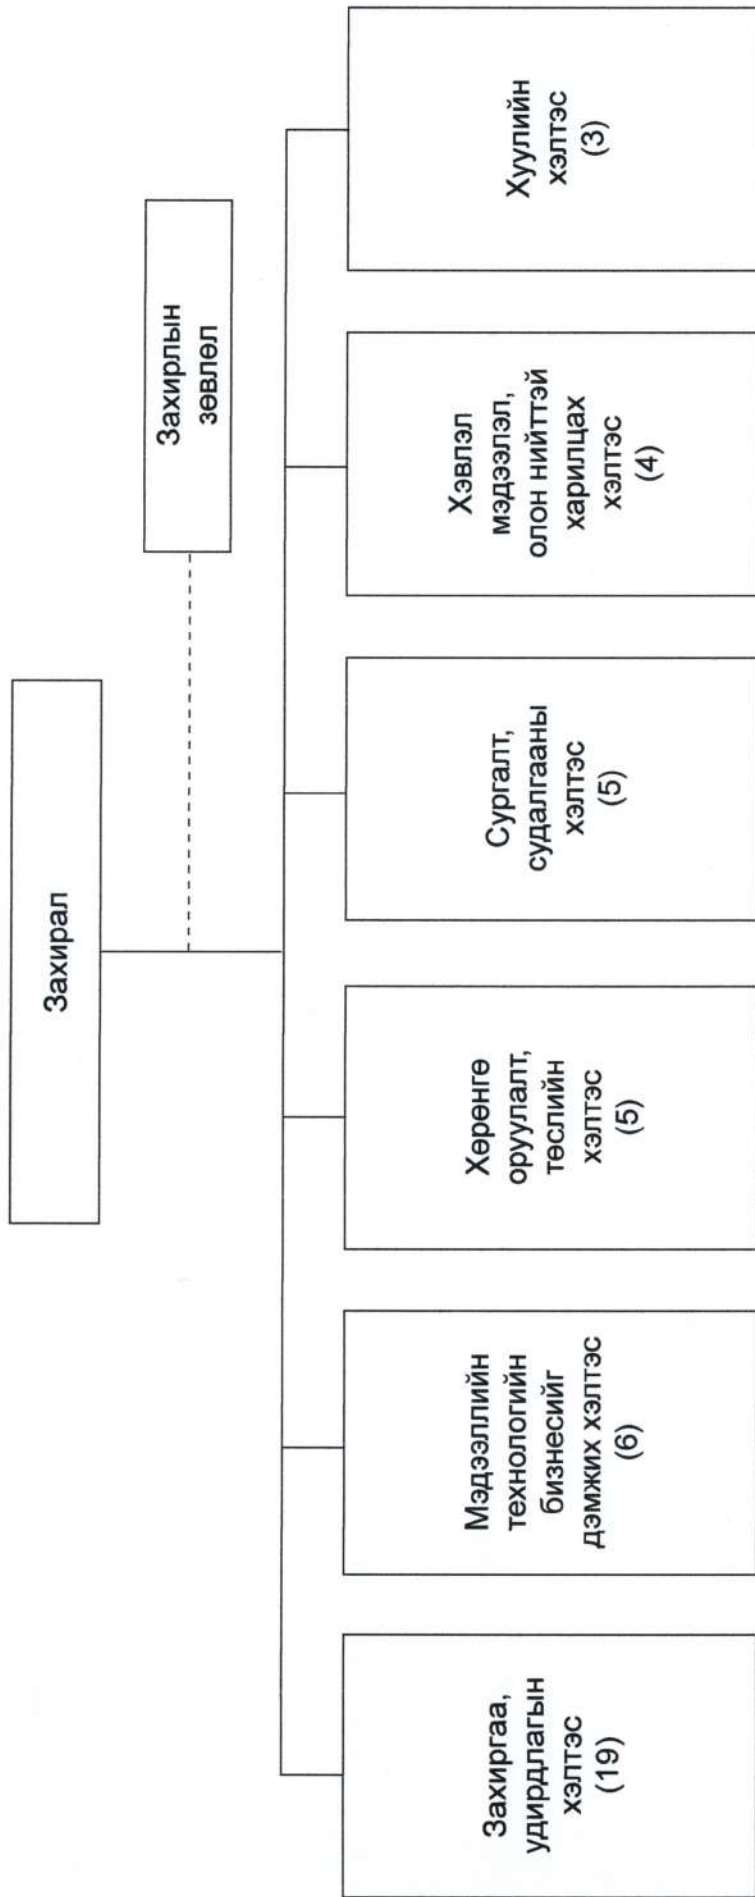 Захирал
Захирлын
зөвлөл
Захиргаа,
удирдлагын
хэлтэс
(19)
Мэдээллийн
технологийн
бизнесийг
дэмжих хэлтэс
(6)
Хөрөнгө
оруулалт,
төслийн
хэлтэс
(5)
Сургалт,
судалгааны
хэлтэс
(5)
Хэвлэл
мэдээлэл,
олон нийттэй
харилцах
хэлтэс
(4)
Хуулийн
хэлтэс
(3)